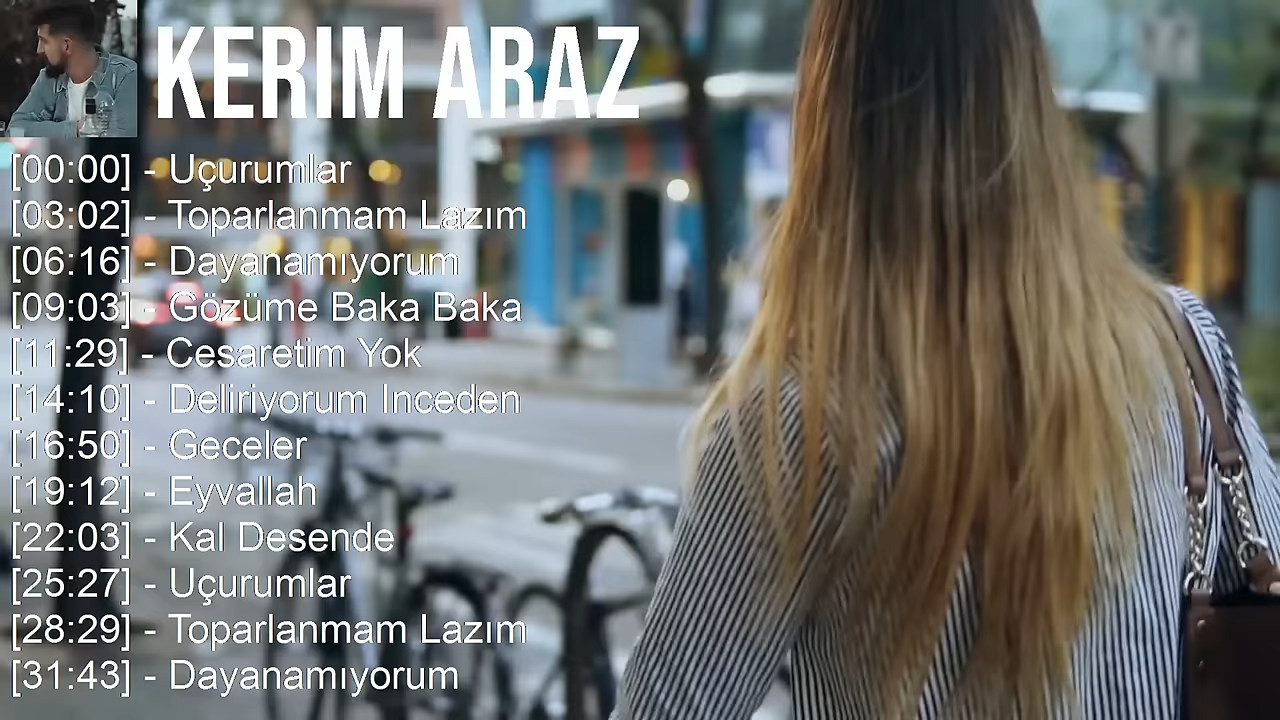 KERIM ARAZ
[00:00] - Uçurumlar
[03:02] - Toparlanmam Lazım
[06:16] - Dayanamıyorum
[09:03] - Gözüme Baka Baka
[11:29] - Cesaretim Yok
[14:10] - Deliriyorum Inceden
[16:50] - Geceler
[19:12] - Eyvallah
[22:03] - Kal Desende
[25:27] - Uçurumlar
[28:29] - Toparlanmam Lazım
[31:43] - Dayanamıyorum